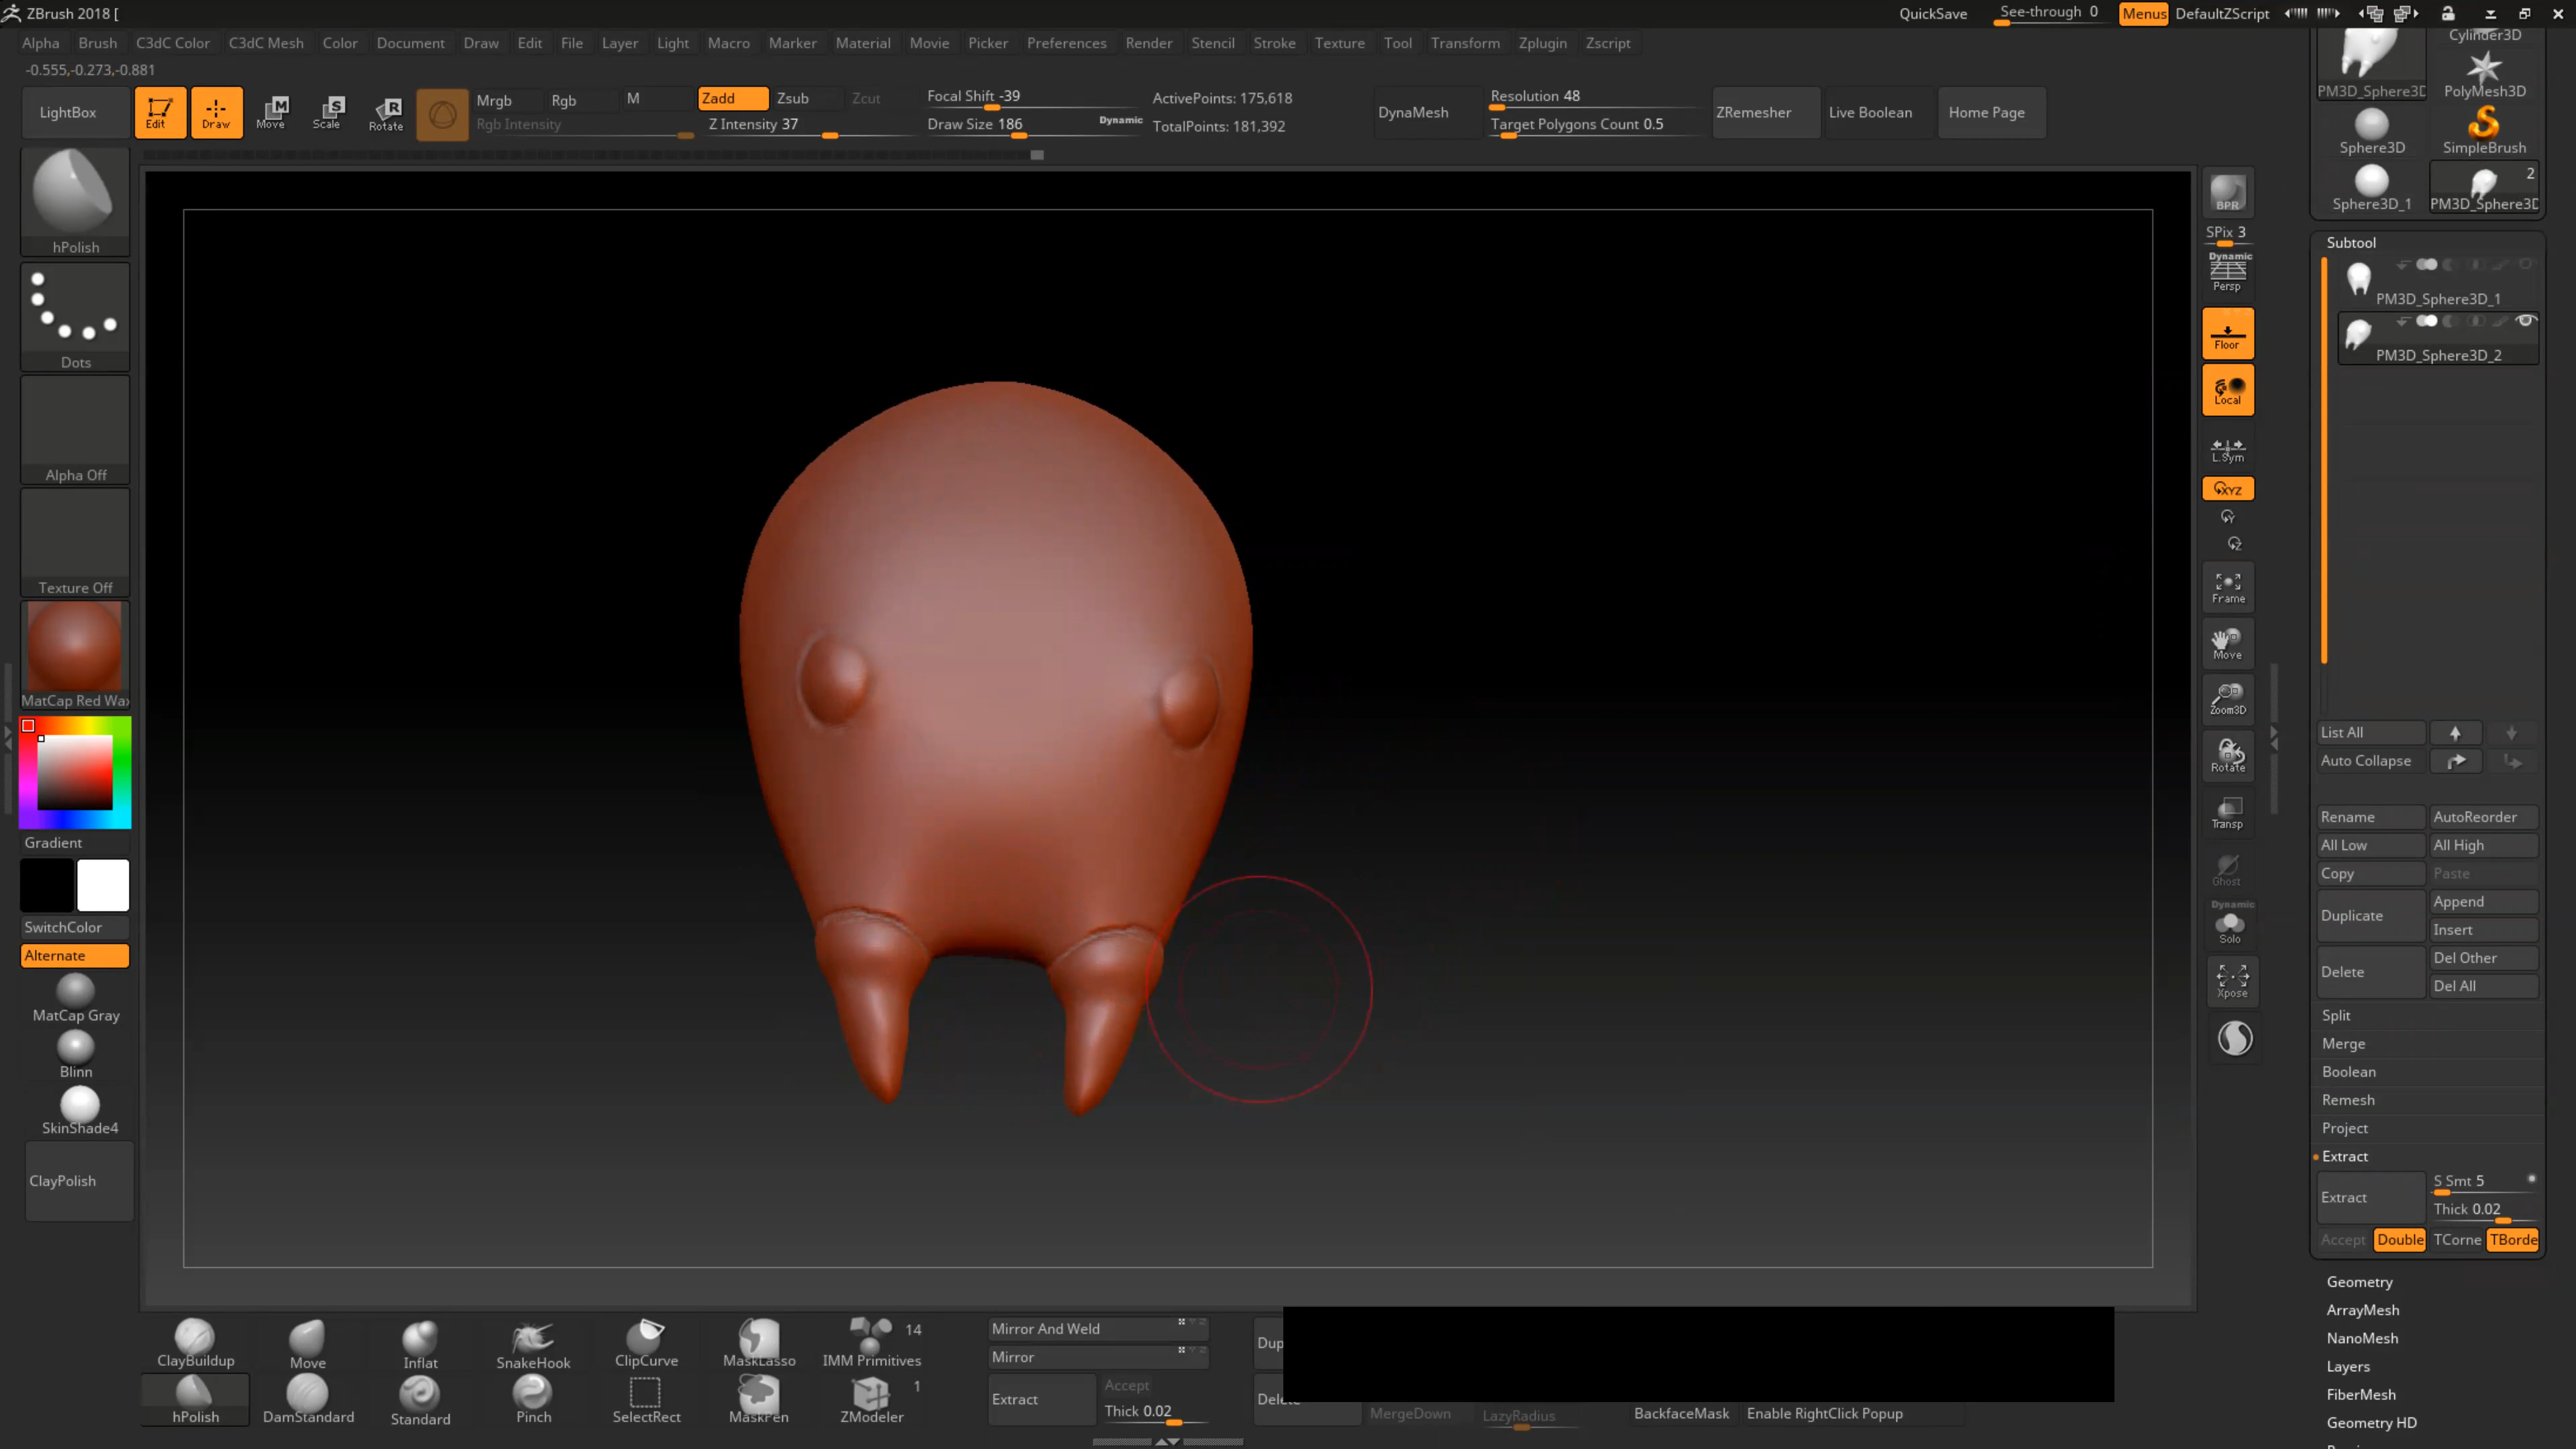 ZBrush 2018 [
QuickSave See-through 0 Menus DefaultZScript
Alpha Brush C3dC Color C3dC Mesh Color Document Draw Edit File Layer Light Macro Marker Material Movie Picker Preferences Render Stencil Stroke Texture Tool Transform Zplugin Zscript
-0.555,-0.273,-0.881
LightBox Edit Draw Move Scale Rotate
Mrgb Rgb M Zadd Zsub Zcut
Rgb Intensity Z Intensity 37
Focal Shift -39
Draw Size 186 Dynamic
ActivePoints: 175,618
TotalPoints: 181,392
DynaMesh
Resolution 48
Target Polygons Count 0.5
ZRemesher Live Boolean Home Page
hPolish
Dots
Alpha Off
Texture Off
MatCap Red Wax
Gradient
SwitchColor
Alternate
MatCap Gray
Blinn
SkinShade4
ClayPolish
BPR
SPix 3
Dynamic
Persp
Floor
Local
L.Sym
XYZ
Y
Z
Frame
Move
Zoom3D
Rotate
Transp
Ghost
Dynamic
Solo
Xpose
Cylinder3D
PM3D_Sphere3D PolyMesh3D
Sphere3D SimpleBrush
2
Sphere3D_1 PM3D_Sphere3D
Subtool
PM3D_Sphere3D_1
PM3D_Sphere3D_2
List All
Auto Collapse
Rename AutoReorder
All Low All High
Copy Paste
Duplicate Append
Insert
Delete Del Other
Del All
Split
Merge
Boolean
Remesh
Project
Extract
Extract S Smt 5
Thick 0.02
Accept Double TCorne TBorde
Geometry
ArrayMesh
NanoMesh
Layers
FiberMesh
Geometry HD
ClayBuildup Move Inflat SnakeHook ClipCurve MaskLasso IMM Primitives 14
hPolish DamStandard Standard Pinch SelectRect MaskPen ZModeler 1
Mirror And Weld
Mirror
Extract Accept
Thick 0.02
Dup
Delete
MergeDown LazyRadius BackfaceMask Enable RightClick Popup